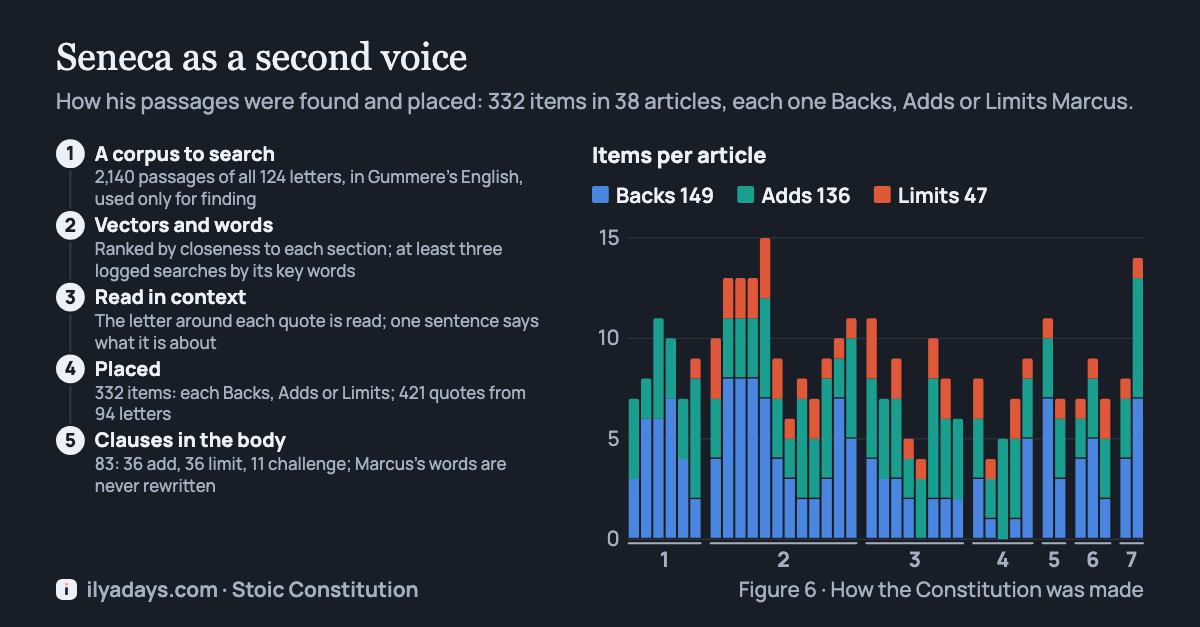 Seneca as a second voice
How his passages were found and placed: 332 items in 38 articles, each one Backs, Adds or Limits Marcus.
1 A corpus to search
2,140 passages of all 124 letters, in Gummere's English,
used only for finding
2 Vectors and words
Ranked by closeness to each section; at least three
logged searches by its key words
3 Read in context
The letter around each quote is read; one sentence says
what it is about
4 Placed
332 items: each Backs, Adds or Limits; 421 quotes from
94 letters
5 Clauses in the body
83: 36 add, 36 limit, 11 challenge; Marcus's words are
never rewritten
Items per article
Backs 149 Adds 136 Limits 47
15
10
5
0
1 2 3 4 5 6 7
i ilyadays.com · Stoic Constitution
Figure 6 · How the Constitution was made